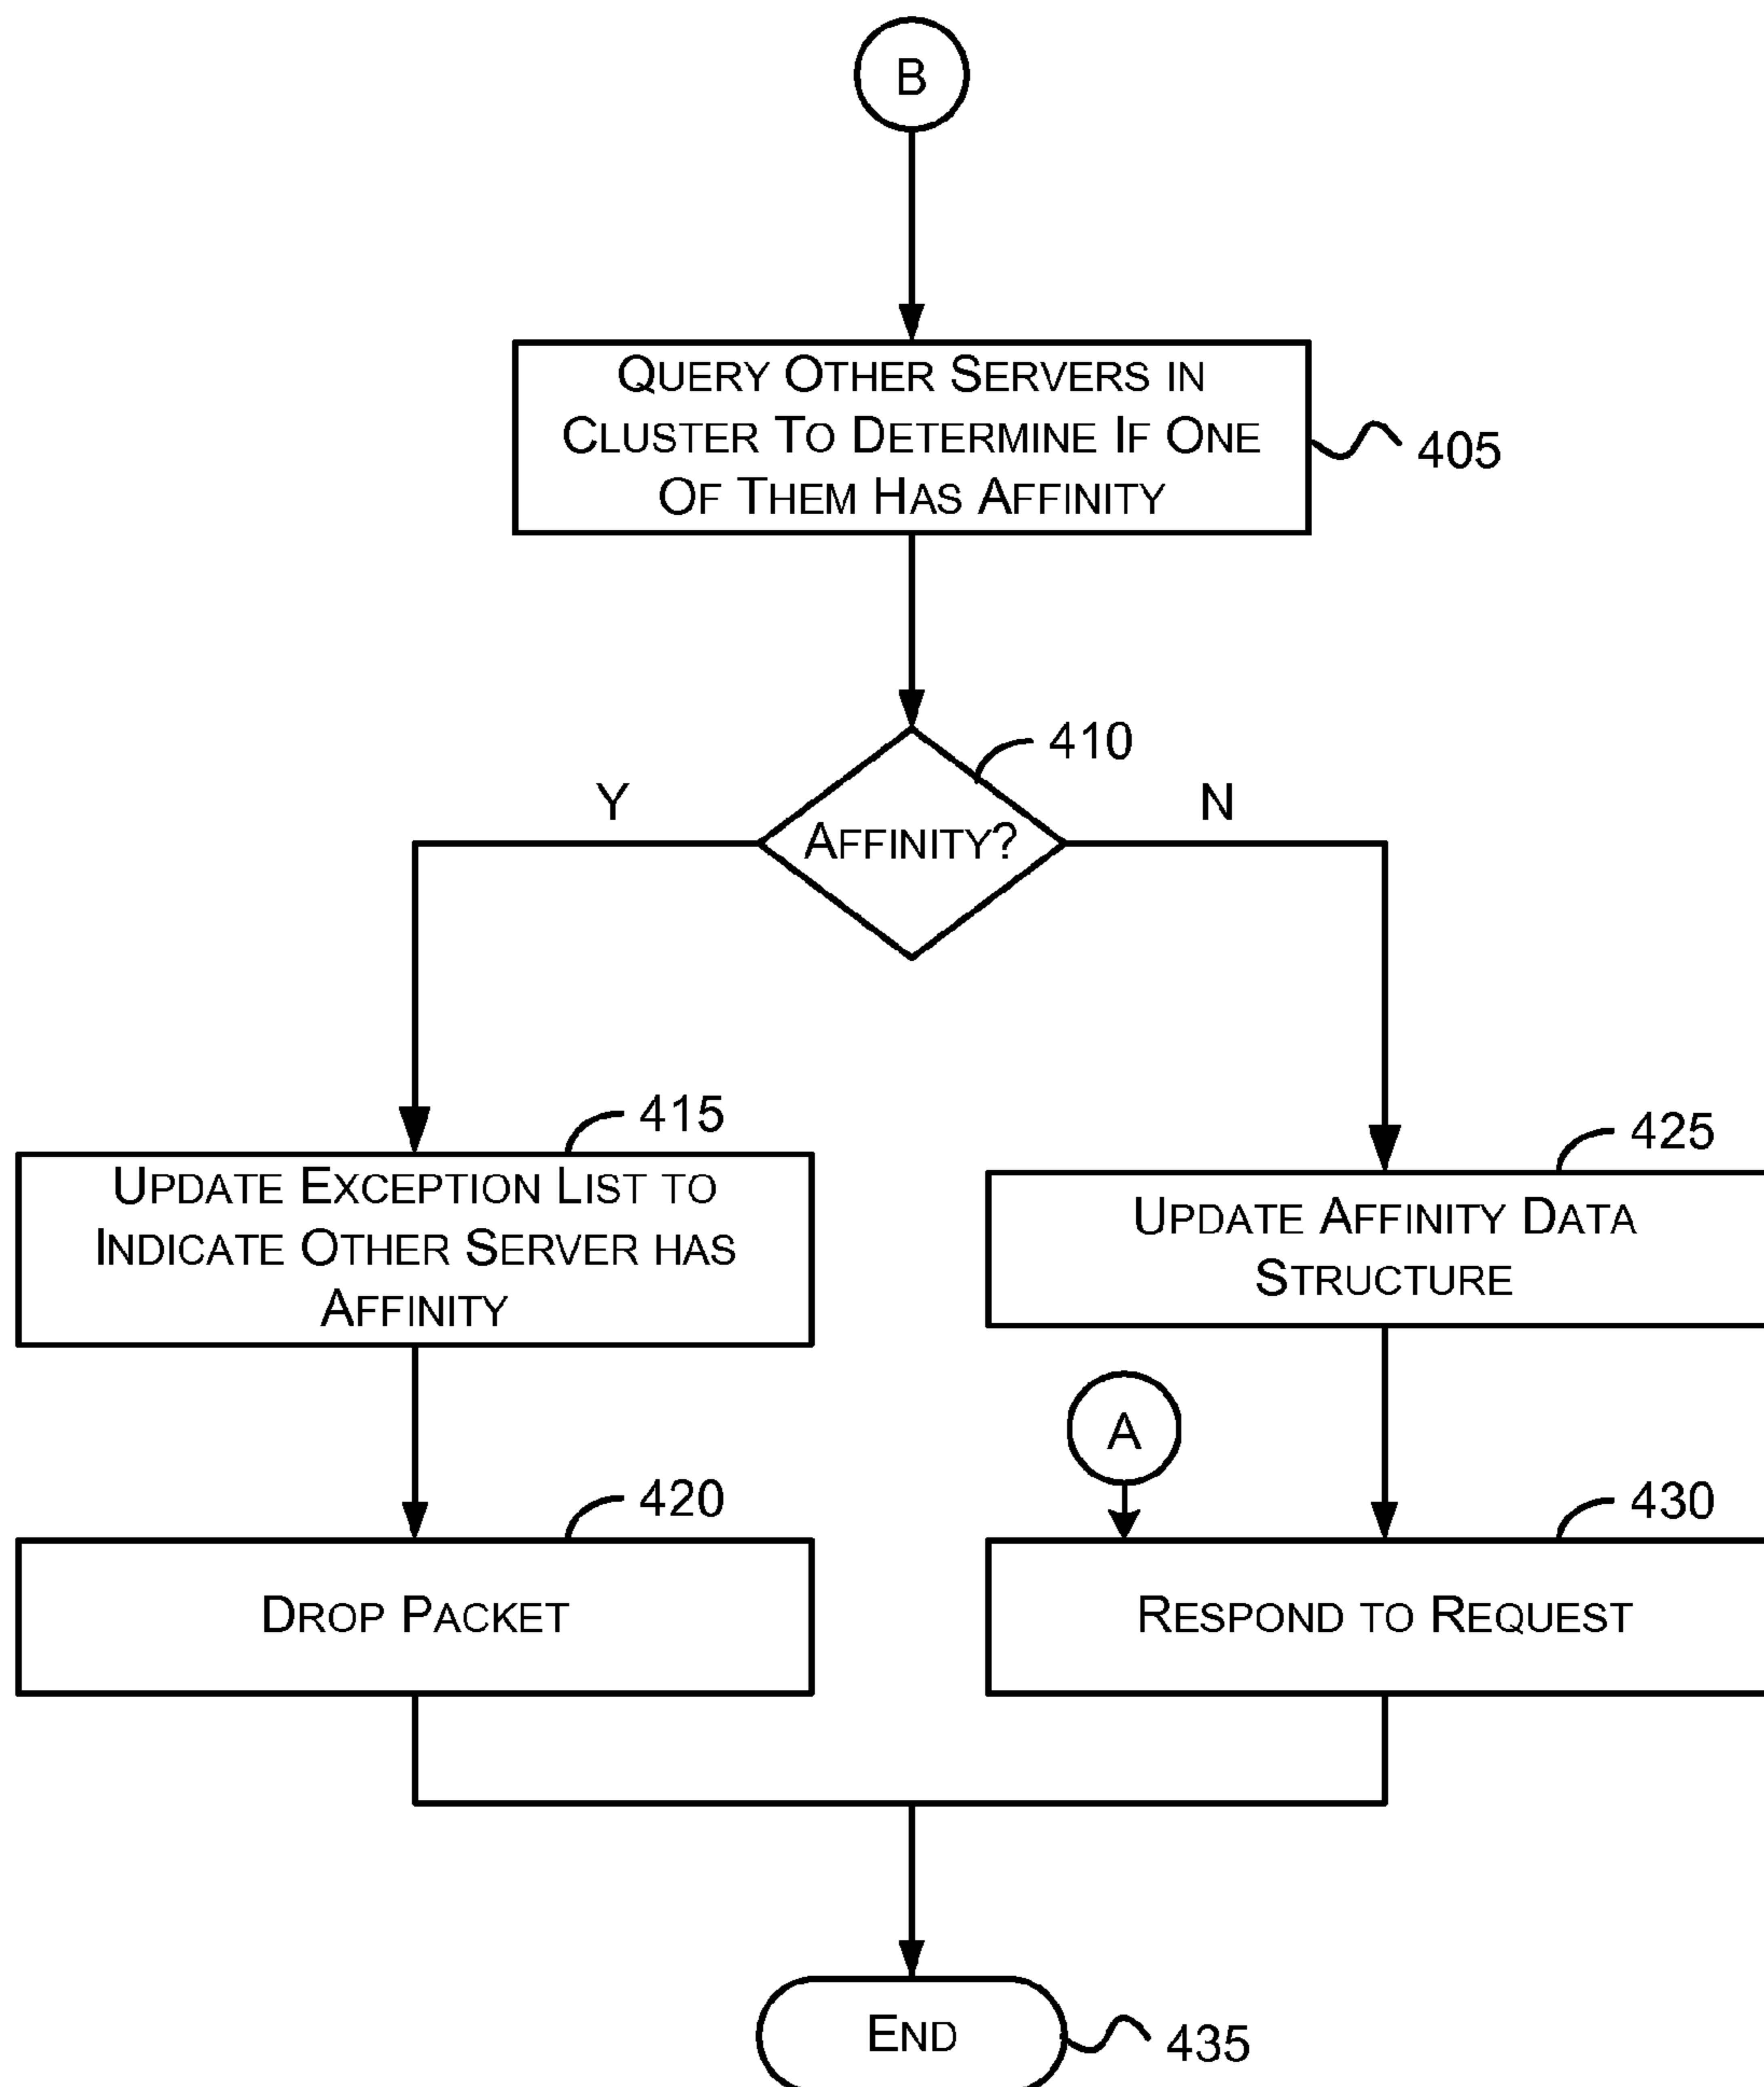 B
Query Other Servers in
Cluster To Determine If One
Of Them Has Affinity
405
410
Y
N
Affinity?
415
Update Exception List to
Indicate Other Server has
Affinity
425
Update Affinity Data
Structure
A
420
Drop Packet
430
Respond to Request
End
435